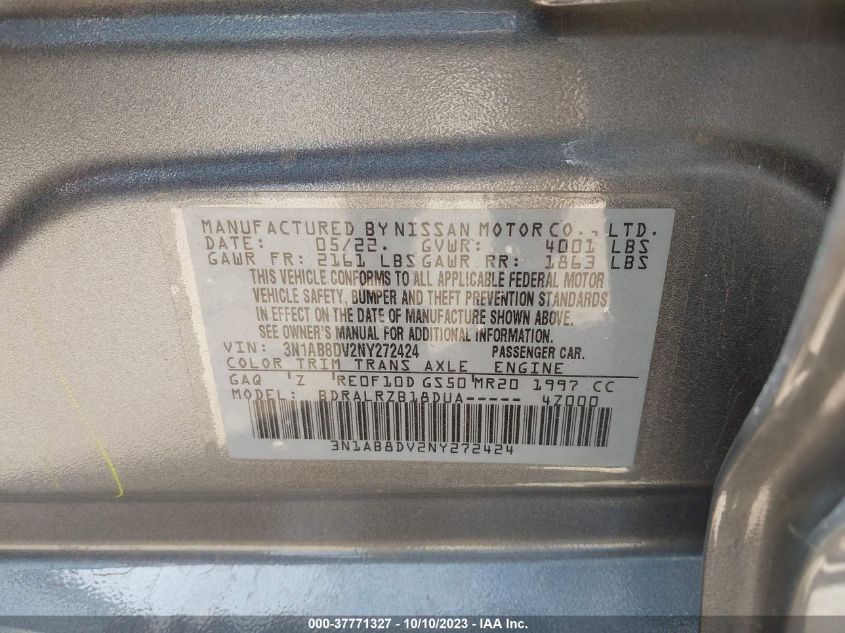 MANUFACTURED BY NISSAN MOTOR CO., LTD.
DATE: 05/22. GVWR: 4001 LBS
GAWR FR: 2161 LBS GAWR RR: 1863 LBS
THIS VEHICLE CONFORMS TO ALL APPLICABLE FEDERAL MOTOR
VEHICLE SAFETY, BUMPER AND THEFT PREVENTION STANDARDS
IN EFFECT ON THE DATE OF MANUFACTURE SHOWN ABOVE.
SEE OWNER'S MANUAL FOR ADDITIONAL INFORMATION.
VIN: 3N1AB8DV2NY272424 PASSENGER CAR.
COLOR TRIM TRANS AXLE ENGINE
GAQ Z RE0F10D GS50 MR20 1997 CC
MODEL: BDRALRZB18DUA----- 4Z000
3N1AB8DV2NY272424
000-37771327 - 10/10/2023 - Copyright © 2023 IAA, Inc.